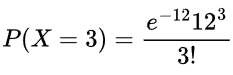 P(X = 3) = \frac{e^{-12}12^3}{3!}